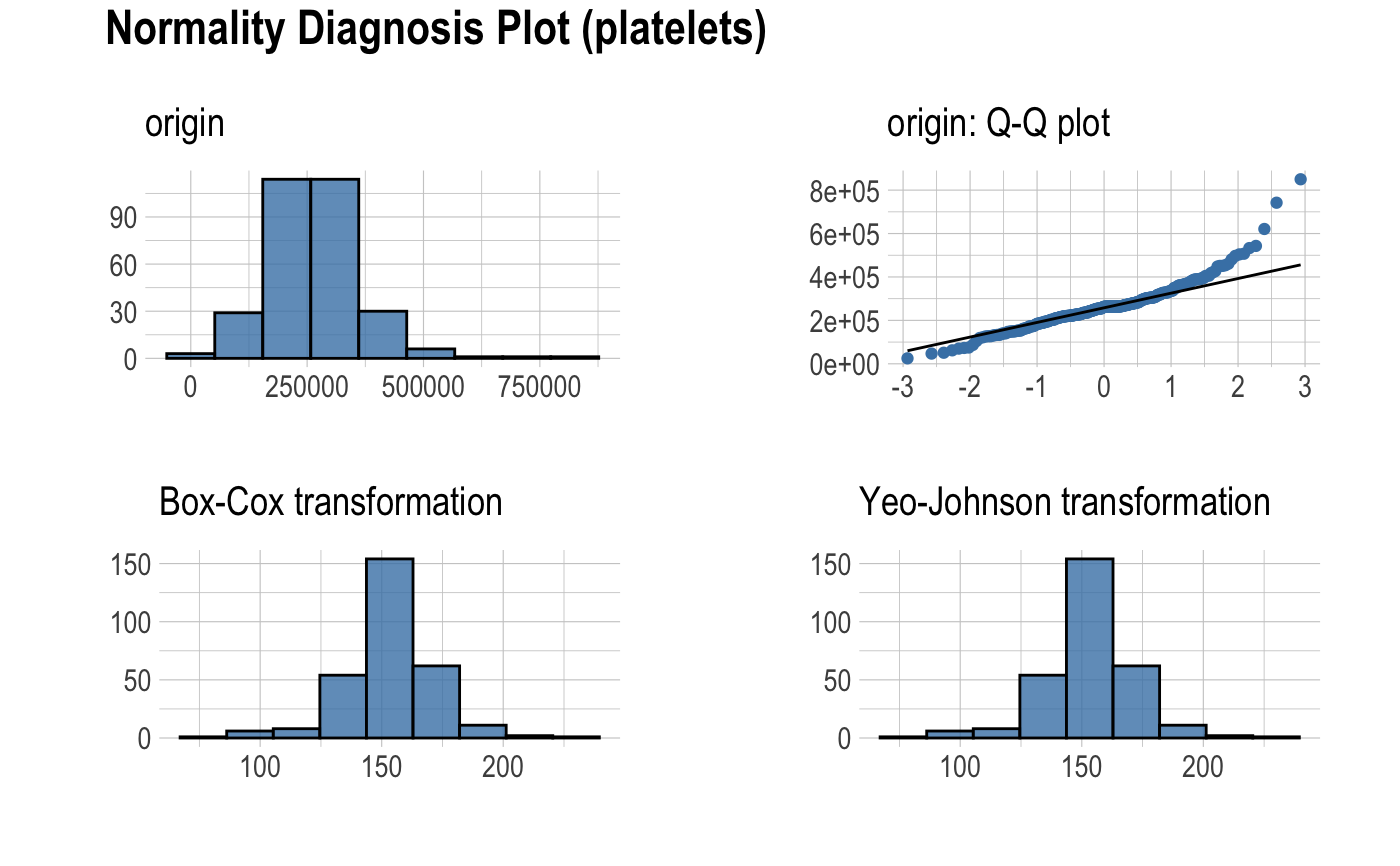 Normality Diagnosis Plot (platelets)
origin
90
60
30
0
0 250000 500000 750000
origin: Q-Q plot
8e+05
6e+05
4e+05
2e+05
0e+00
-3 -2 -1 0 1 2 3
Box-Cox transformation
150
100
50
0
100 150 200
Yeo-Johnson transformation
150
100
50
0
100 150 200